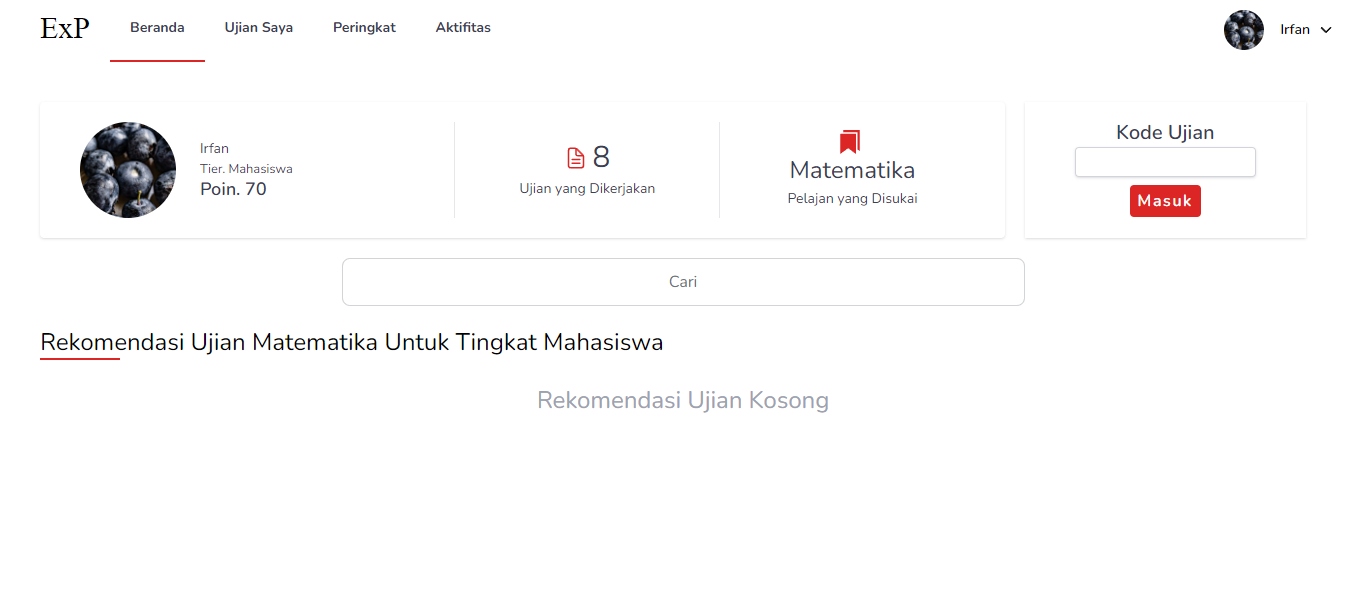 ExP
Beranda
Ujian Saya
Peringkat
Aktifitas
Irfan
Irfan
Tier. Mahasiswa
Poin. 70
8
Ujian yang Dikerjakan
Matematika
Pelajan yang Disukai
Kode Ujian
Masuk
Cari
Rekomendasi Ujian Matematika Untuk Tingkat Mahasiswa
Rekomendasi Ujian Kosong